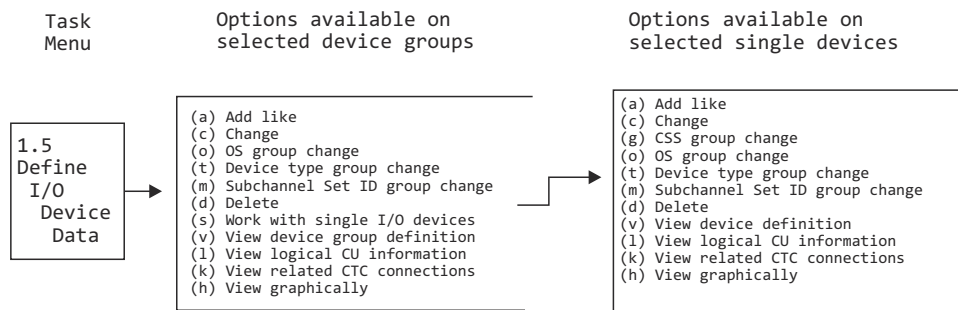 Task
Menu
Options available on
selected device groups
Options available on
selected single devices
1.5
Define
I/O
Device
Data
(a) Add like
(c) Change
(o) OS group change
(t) Device type group change
(m) Subchannel Set ID group change
(d) Delete
(s) Work with single I/O devices
(v) View device group definition
(l) View logical CU information
(k) View related CTC connections
(h) View graphically
(a) Add like
(c) Change
(g) CSS group change
(o) OS group change
(t) Device type group change
(m) Subchannel Set ID group change
(d) Delete
(v) View device definition
(l) View logical CU information
(k) View related CTC connections
(h) View graphically